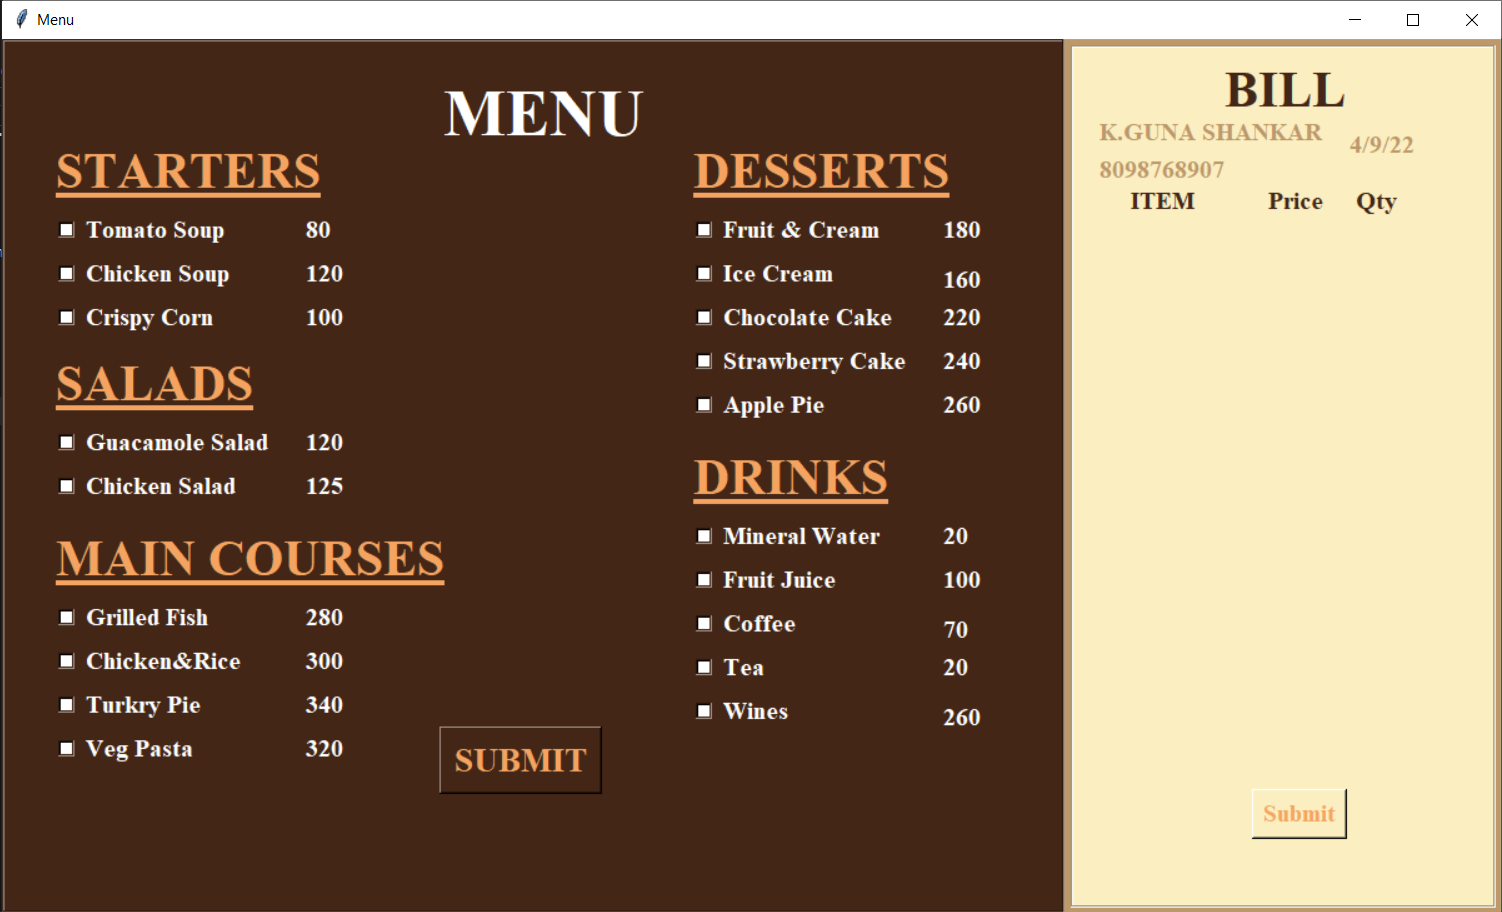 Menu
MENU
STARTERS
Tomato Soup 80
Chicken Soup 120
Crispy Corn 100
SALADS
Guacamole Salad 120
Chicken Salad 125
MAIN COURSES
Grilled Fish 280
Chicken&Rice 300
Turkry Pie 340
Veg Pasta 320
SUBMIT
DESSERTS
Fruit & Cream 180
Ice Cream 160
Chocolate Cake 220
Strawberry Cake 240
Apple Pie 260
DRINKS
Mineral Water 20
Fruit Juice 100
Coffee 70
Tea 20
Wines 260
BILL
K.GUNA SHANKAR 4/9/22
8098768907
ITEM Price Qty
Submit